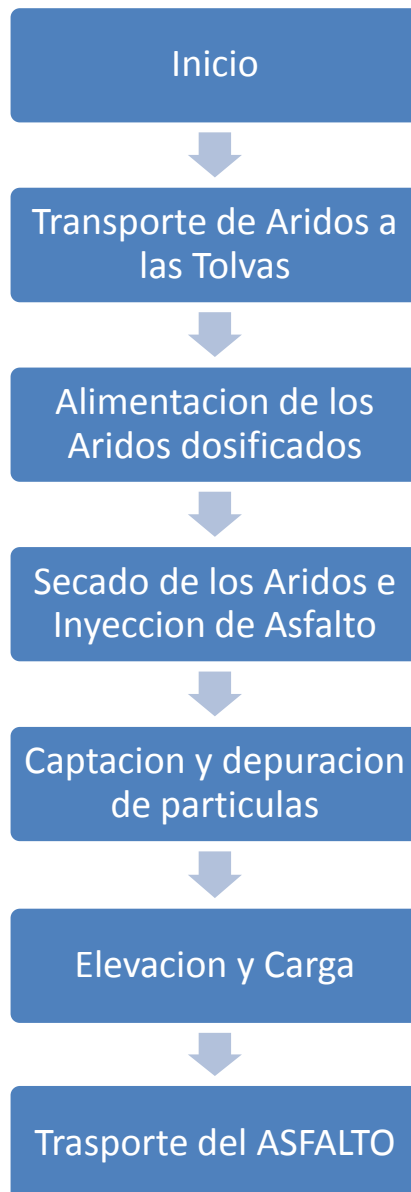 Inicio
Transporte de Aridos a
las Tolvas
Alimentacion de los
Aridos dosificados
Secado de los Aridos e
Inyeccion de Asfalto
Captacion y depuracion
de particulas
Elevacion y Carga
Trasporte del ASFALTO